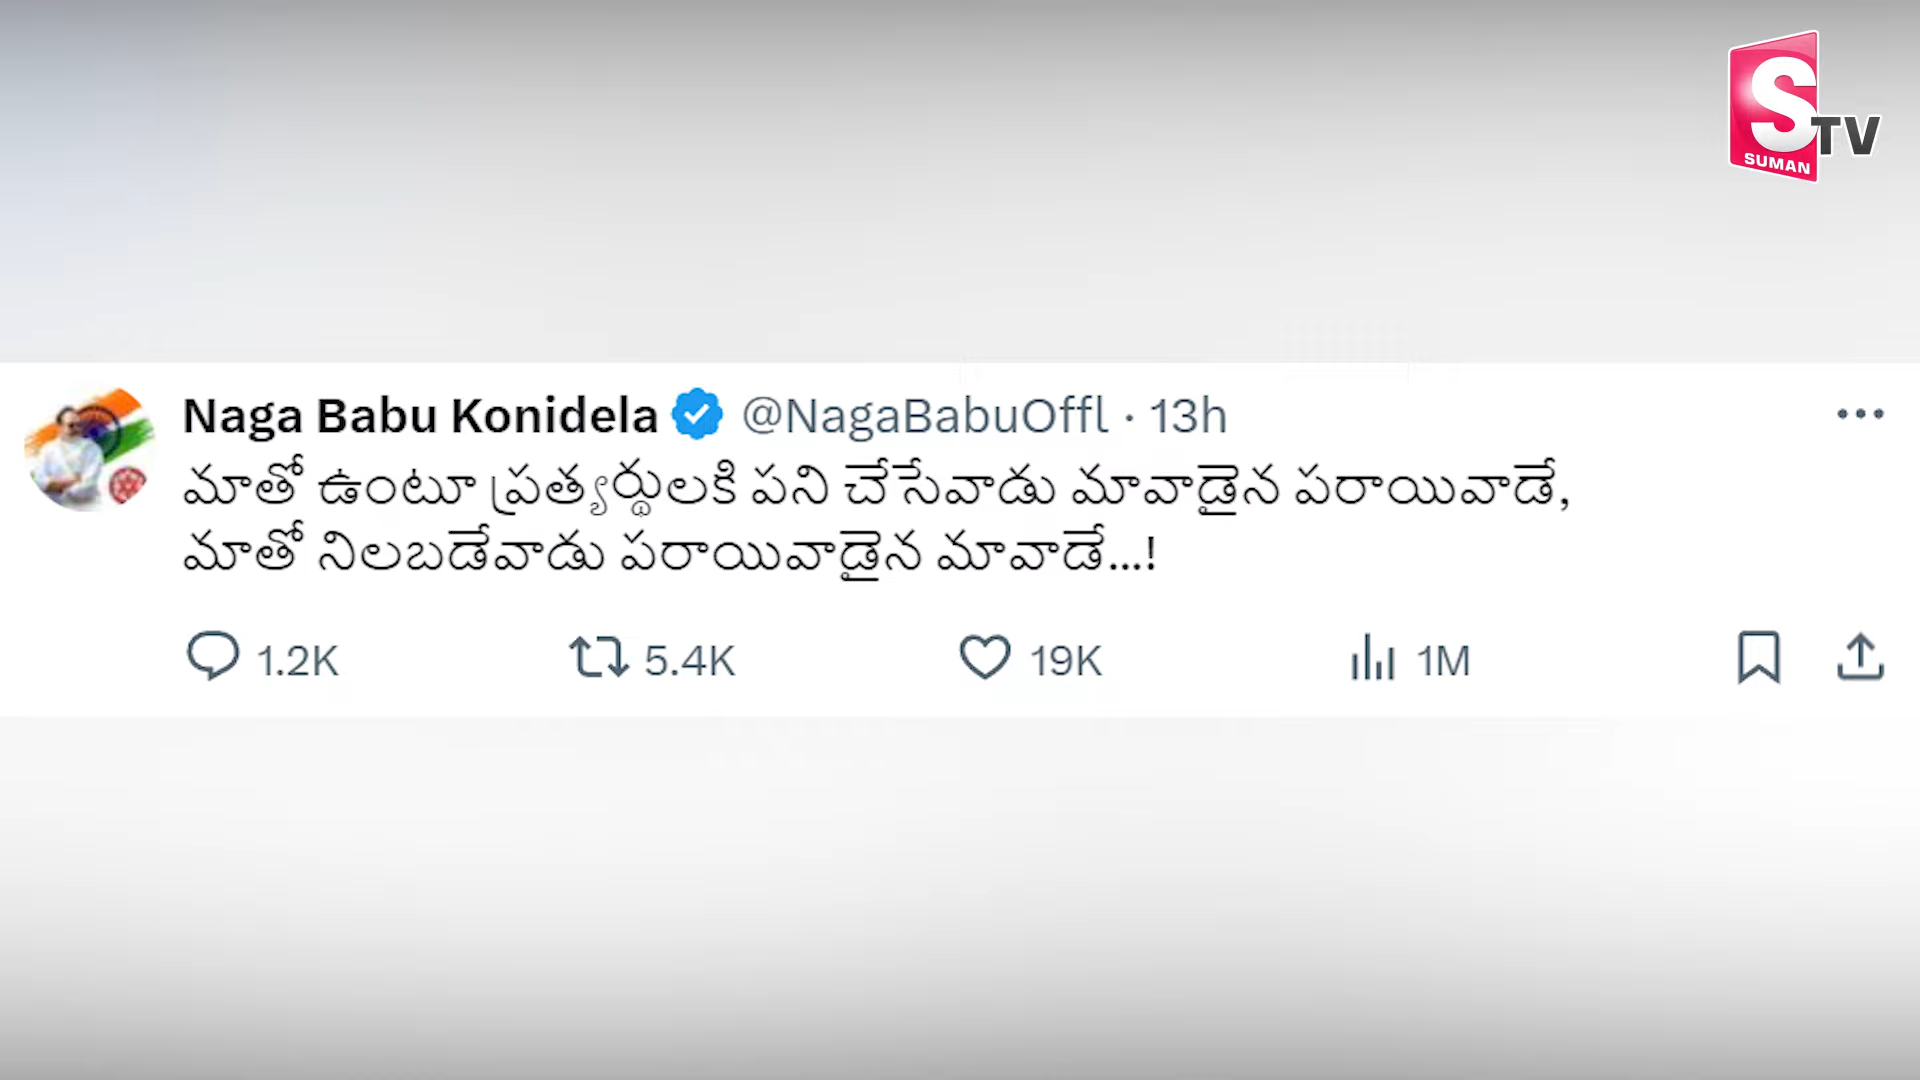 S TV
SUMAN
Naga Babu Konidela @NagaBabuOffl · 13h
మాతో ఉంటూ ప్రత్యర్థులకి పని చేసేవాడు మావాడైన పరాయివాడే,
మాతో నిలబడేవాడు పరాయివాడైన మావాడే...!
1.2K 5.4K 19K 1M